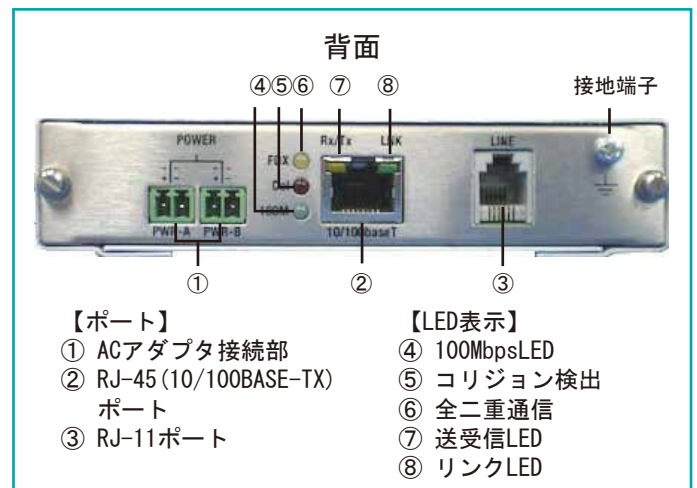 背面
④⑤⑥ ⑦ ⑧ 接地端子
POWER Rx/Tx LNK LINE
FDX
Col
100M
PWR-A PWR-B 10/100baseT
① ② ③
【ポート】
① ACアダプタ接続部
② RJ-45(10/100BASE-TX)
ポート
③ RJ-11ポート
【LED表示】
④ 100MbpsLED
⑤ コリジョン検出
⑥ 全二重通信
⑦ 送受信LED
⑧ リンクLED